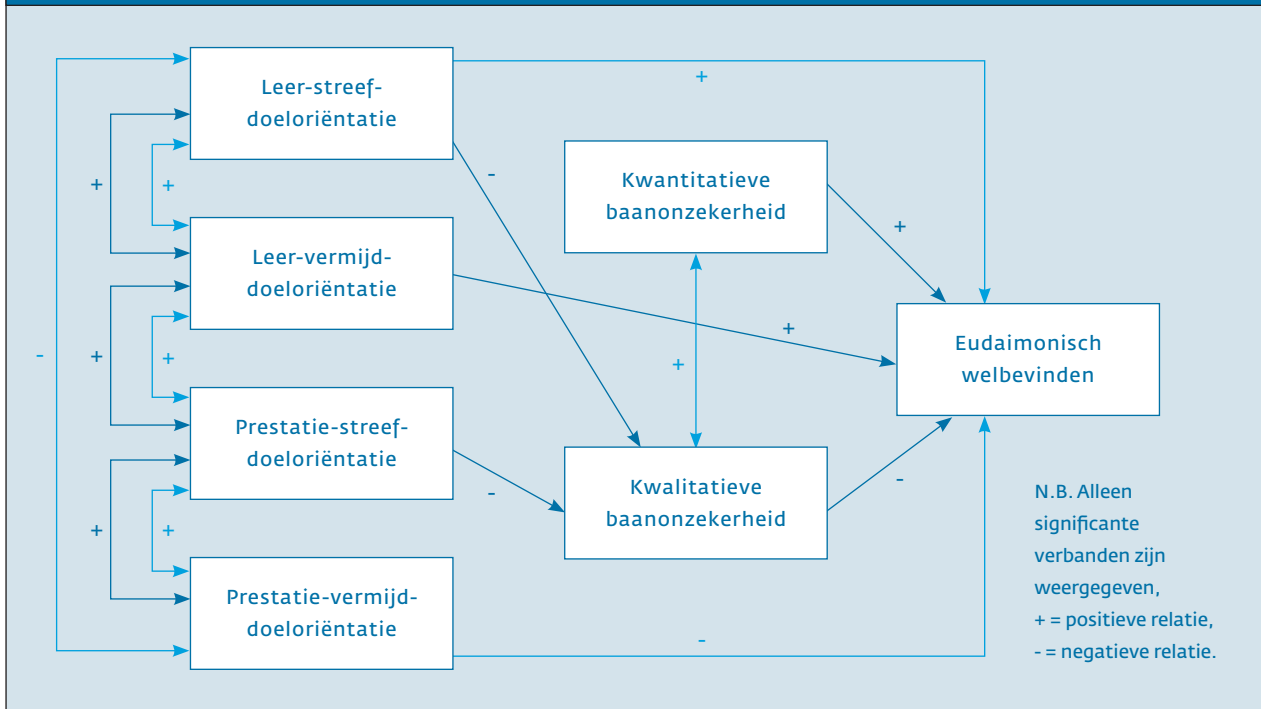 Leer-streef-
doeloriëntatie
Leer-vermijd-
doeloriëntatie
Prestatie-streef-
doeloriëntatie
Prestatie-vermijd-
doeloriëntatie
Kwantitatieve
baanonzekerheid
Kwalitatieve
baanonzekerheid
Eudaimonisch
welbevinden
+
-
+
+
+
-
+
-
-
-
+
+
+
+
+
+
N.B. Alleen
significante
verbanden zijn
weergegeven,
+ = positieve relatie,
- = negatieve relatie.